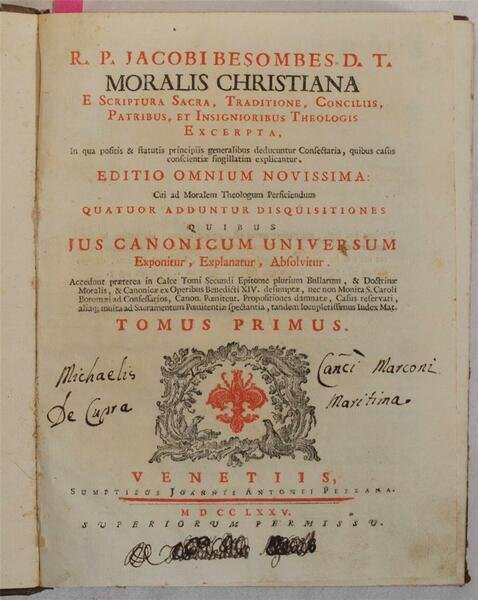 R. P. JACOBI BESOMBES D. T.
MORALIS CHRISTIANA
E SCRIPTURA SACRA, TRADITIONE, CONCILIIS,
PATRIBUS, ET INSIGNIORIBUS THEOLOGIS
EXCERPTA,
In qua positis & statutis principiis generalibus deducuntur Consectaria, quibus casus
conscientiæ singillatim explicantur.
EDITIO OMNIUM NOVISSIMA:
Cui ad Moralem Theologum Perficiendum
QUATUOR ADDUNTUR DISQUISITIONES
QUIBUS
JUS CANONICUM UNIVERSUM
Exponitur, Explanatur, Absolvitur.
Accedunt præterea in Calce Tomi Secundi Epitome plurium Bullarum, & Doctrinæ
Moralis, & Canonicæ ex Operibus Benedicti XIV. desumptæ, nec non Monita S. Caroli
Boromæi ad Confessarios, Canon. Pœnitent. Propositiones damnatæ, Casus reservati,
aliaq; multa ad Sacramentum Pœnitentiæ spectantia, tandem locupletissimus Index Mat.
TOMUS PRIMUS.
Michaelis
De Cupra
Canci Marconi
Maritima
VENETIIS,
SUMPTIBUS JOANNIS ANTONII PEZZANA.
MDCCLXXV.
SUPERIORUM PERMISSU.